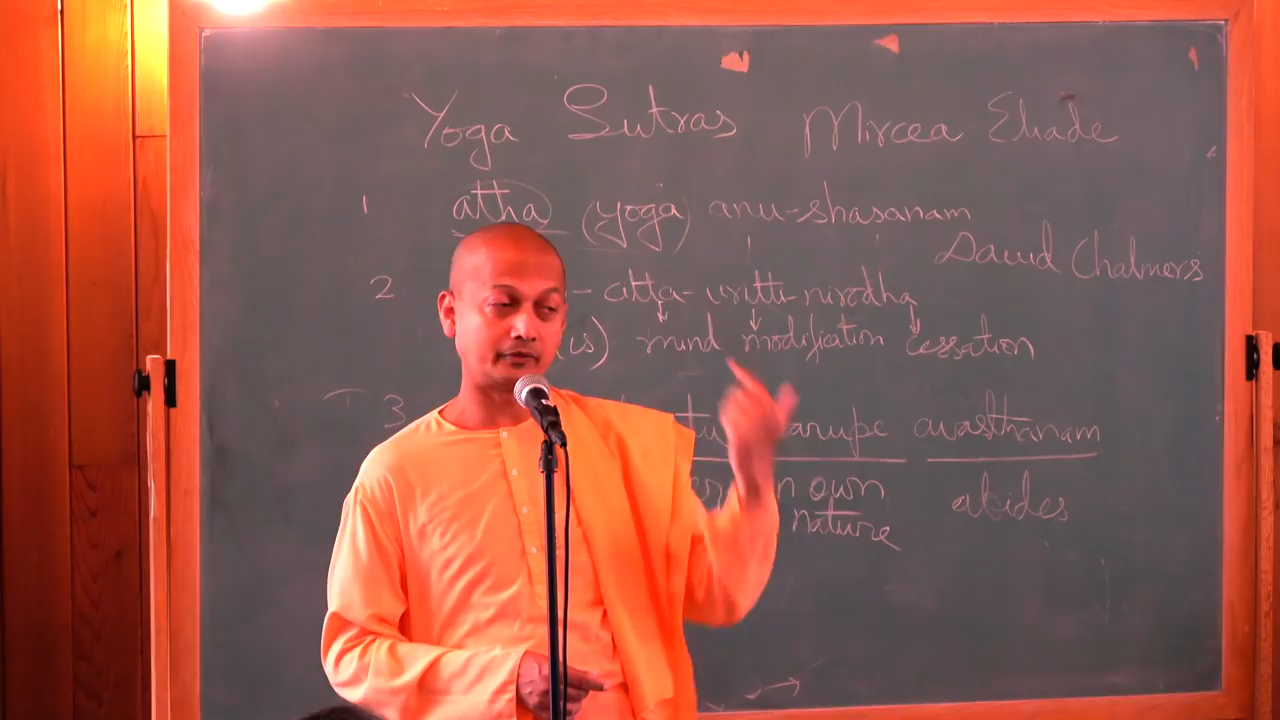 Yoga Sutras Mircea Eliade
1 atha (yoga) anu-shasanam
David Chalmers
2 - citta-vritti-nirodha
(is) mind modification cessation
3 avasthanam
own abides
nature